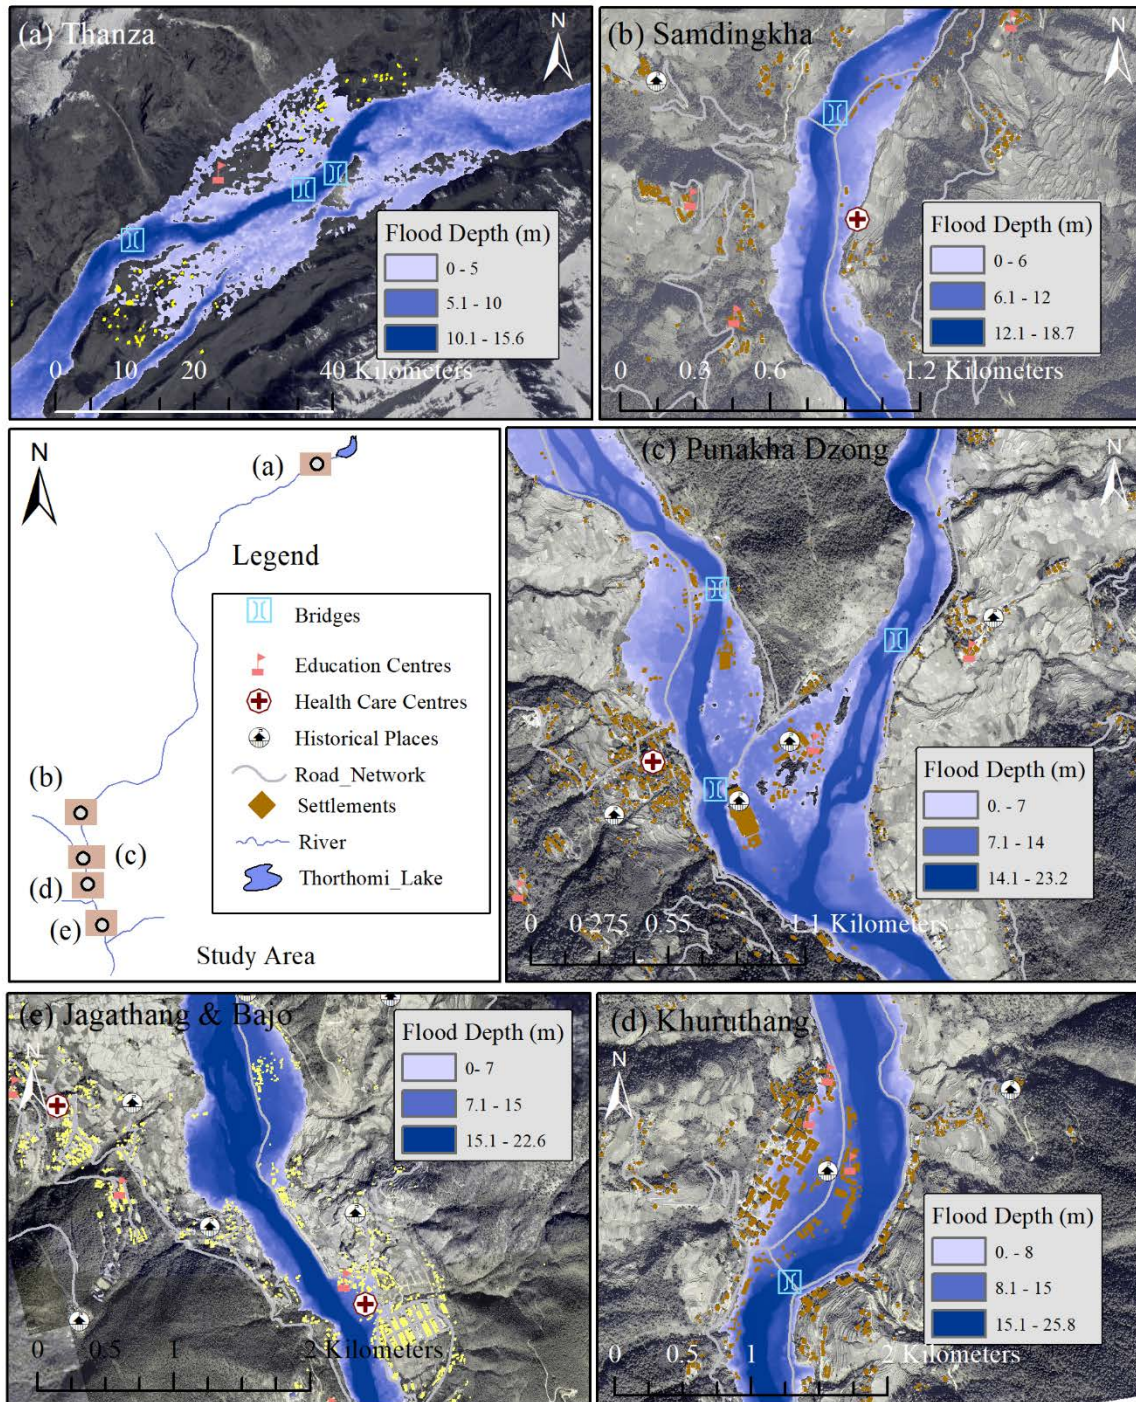 (a) Thanza
N
Flood Depth (m)
0 - 5
5.1 - 10
10.1 - 15.6
0 10 20 40 Kilometers
(b) Samdingkha
N
Flood Depth (m)
0 - 6
6.1 - 12
12.1 - 18.7
0 0.3 0.6 1.2 Kilometers
N
(a)
(b)
(c)
(d)
(e)
Legend
Bridges
Education Centres
Health Care Centres
Historical Places
Road_Network
Settlements
River
Thorthomi_Lake
Study Area
(c) Punakha Dzong
N
Flood Depth (m)
0. - 7
7.1 - 14
14.1 - 23.2
0 0.275 0.55 1.1 Kilometers
(e) Jagathang & Bajo
N
Flood Depth (m)
0- 7
7.1 - 15
15.1 - 22.6
0 0.5 1 2 Kilometers
(d) Khuruthang
N
Flood Depth (m)
0. - 8
8.1 - 15
15.1 - 25.8
0 0.5 1 2 Kilometers